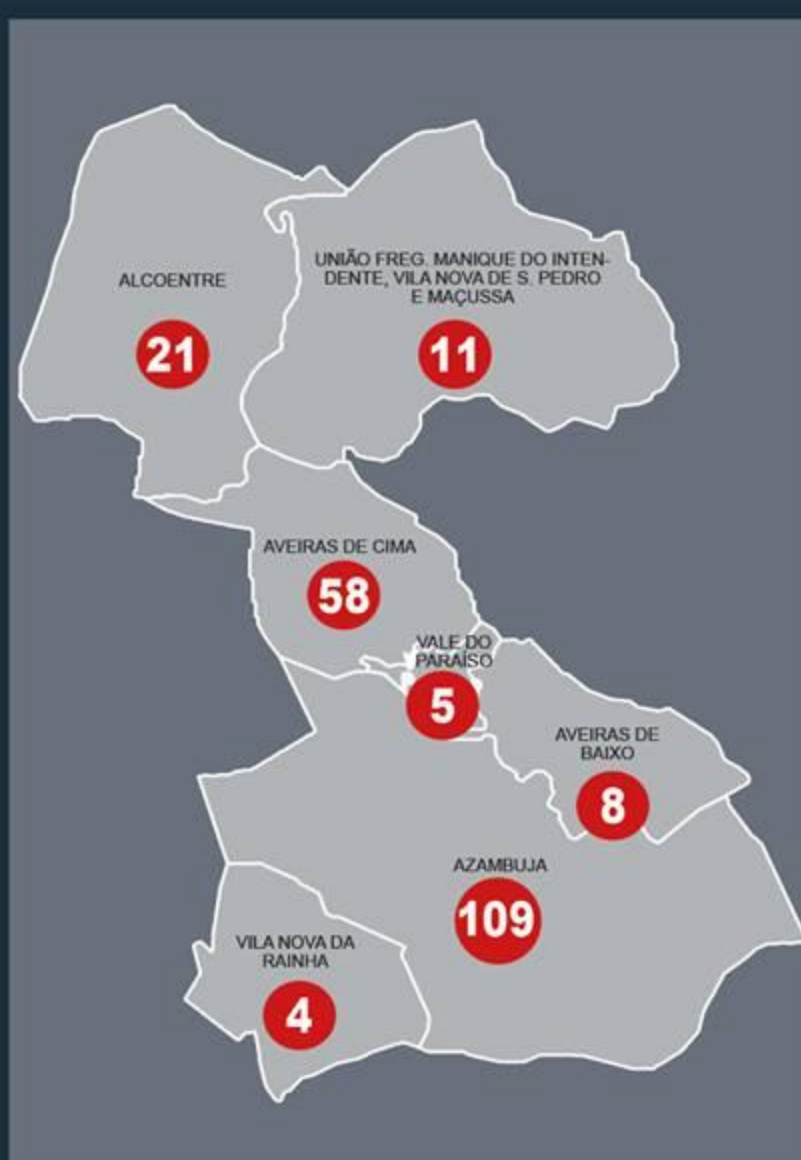 ALCOENTRE
21
UNIÃO FREG. MANIQUE DO INTEN-
DENTE, VILA NOVA DE S. PEDRO
E MAÇUSSA
11
AVEIRAS DE CIMA
58
VALE DO
PARAÍSO
5
AVEIRAS DE
BAIXO
8
AZAMBUJA
109
VILA NOVA DA
RAINHA
4